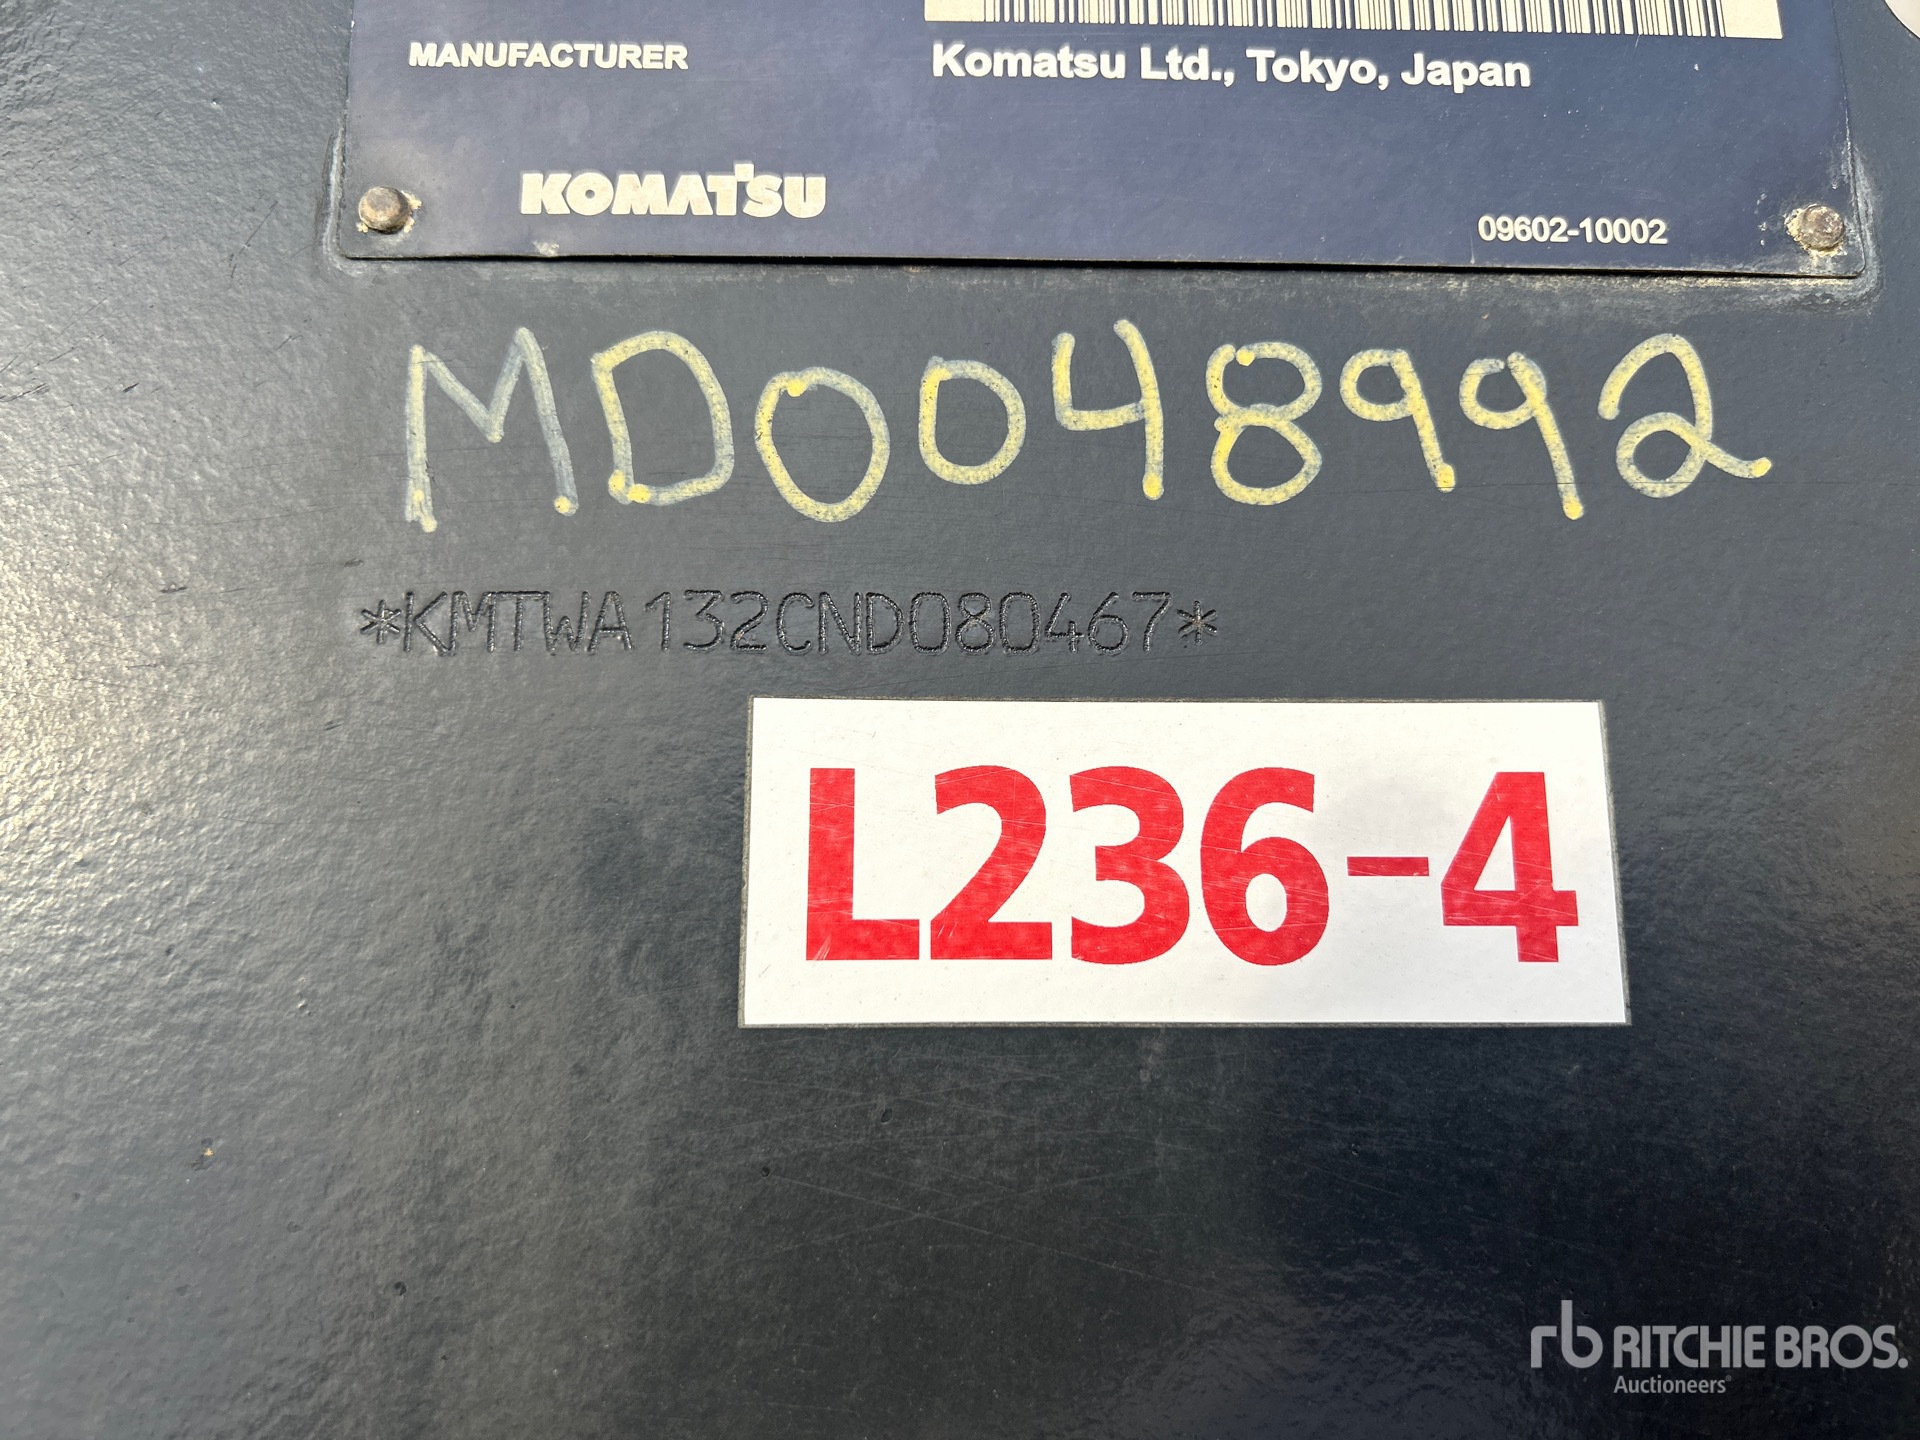 MANUFACTURER Komatsu Ltd., Tokyo, Japan
KOMATSU
09602-10002
MD0048992
*KMTWA132CND080467*
L236-4
rb RITCHIE BROS.
Auctioneers